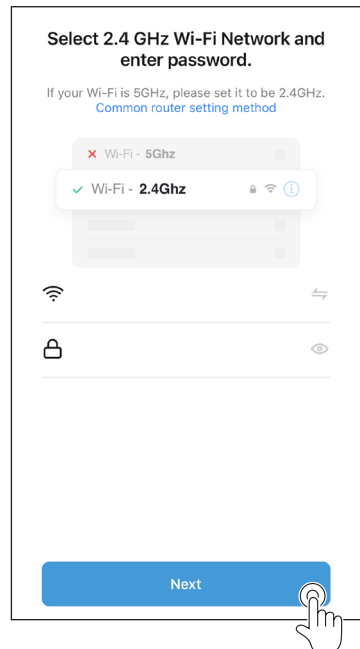 Select 2.4 GHz Wi-Fi Network and
enter password.
If your Wi-Fi is 5GHz, please set it to be 2.4GHz.
Common router setting method
Wi-Fi - 5Ghz
Wi-Fi - 2.4Ghz
Next